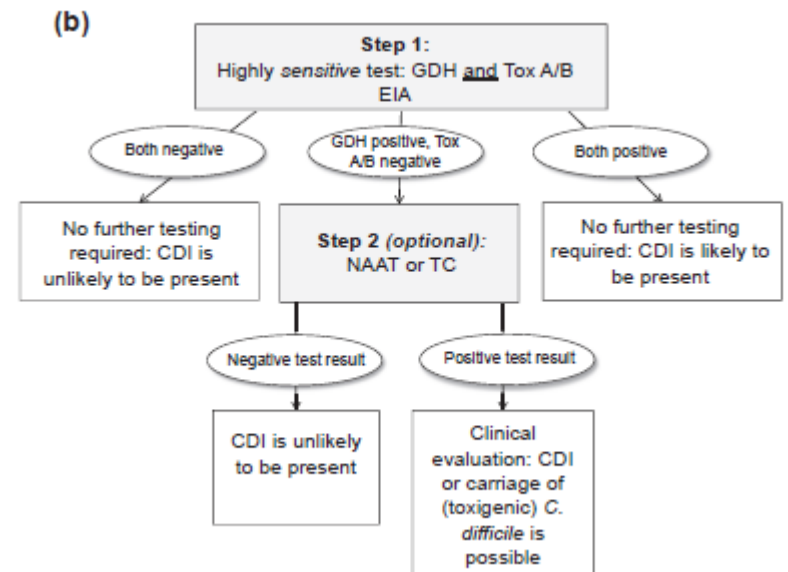 (b)
Step 1:
Highly sensitive test: GDH and Tox A/B
EIA
Both negative
GDH positive, Tox
A/B negative
Both positive
No further testing
required: CDI is
unlikely to be present
Step 2 (optional):
NAAT or TC
No further testing
required: CDI is likely to
be present
Negative test result
Positive test result
CDI is unlikely
to be present
Clinical
evaluation: CDI
or carriage of
(toxigenic) C.
difficile is
possible